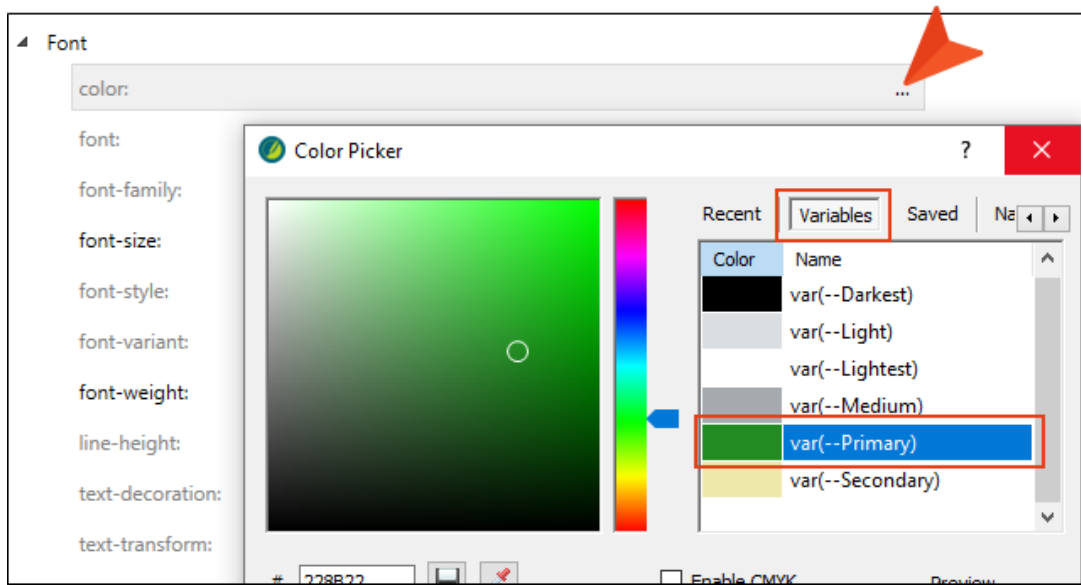 Font
color:
...
font:
font-family:
font-size:
font-style:
font-variant:
font-weight:
line-height:
text-decoration:
text-transform:
Color Picker
?
Recent
Variables
Saved
Na
Color Name
var(--Darkest)
var(--Light)
var(--Lightest)
var(--Medium)
var(--Primary)
var(--Secondary)
# 228B22
Enable CMYK
Preview